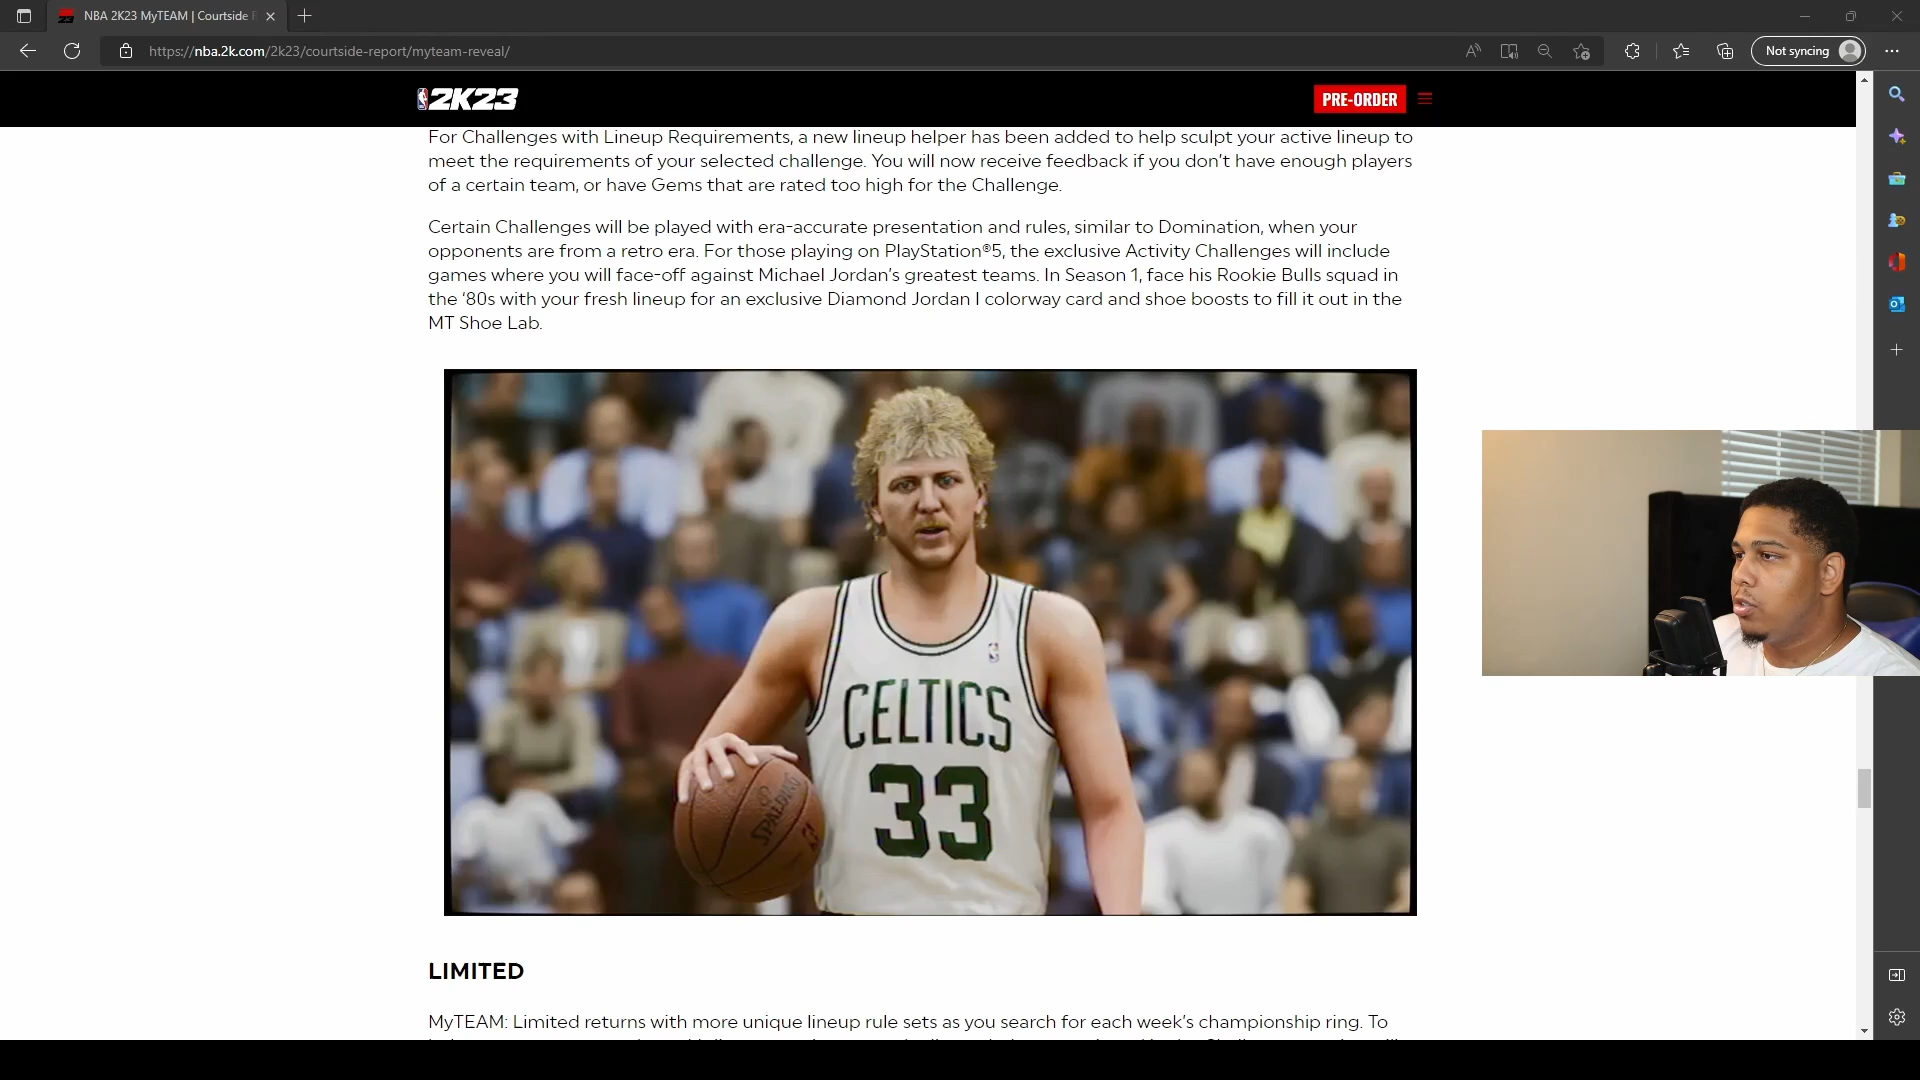 NBA 2K23 MyTEAM | Courtside
https://nba.2k.com/2k23/courtside-report/myteam-reveal/
Not syncing
2K23
PRE-ORDER
For Challenges with Lineup Requirements, a new lineup helper has been added to help sculpt your active lineup to
meet the requirements of your selected challenge. You will now receive feedback if you don't have enough players
of a certain team, or have Gems that are rated too high for the Challenge.
Certain Challenges will be played with era-accurate presentation and rules, similar to Domination, when your
opponents are from a retro era. For those playing on PlayStation®5, the exclusive Activity Challenges will include
games where you will face-off against Michael Jordan's greatest teams. In Season 1, face his Rookie Bulls squad in
the '80s with your fresh lineup for an exclusive Diamond Jordan I colorway card and shoe boosts to fill it out in the
MT Shoe Lab.
CELTICS
33
SPALDING
LIMITED
MyTEAM: Limited returns with more unique lineup rule sets as you search for each week's championship ring. To